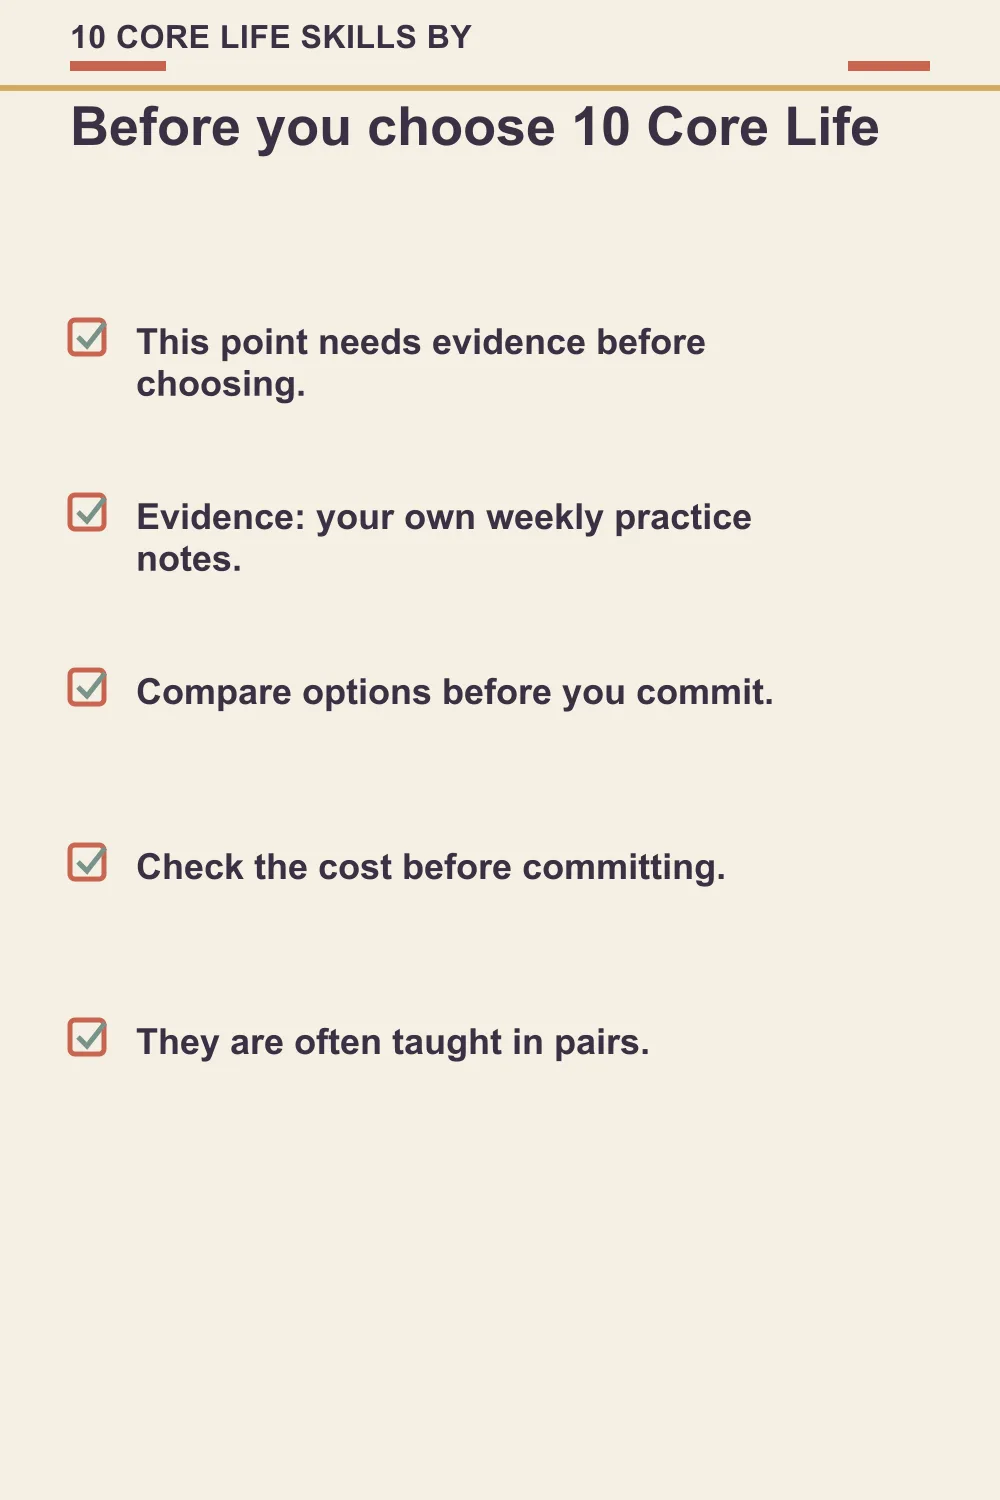 10 CORE LIFE SKILLS BY
Before you choose 10 Core Life
This point needs evidence before
choosing.
Evidence: your own weekly practice
notes.
Compare options before you commit.
Check the cost before committing.
They are often taught in pairs.